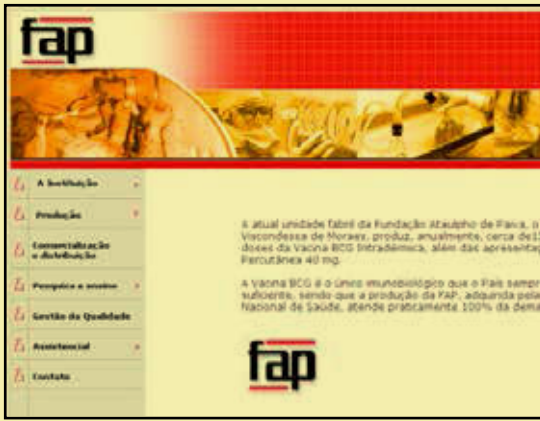 fap
A Instituição
Produção
Comercialização
e distribuição
Pesquisa e ensino
Gestão da Qualidade
Assistencial
Contato
A atual unidade fabril da Fundação Ataulpho de Paiva, o
Viscondessa de Moraes, produz, anualmente, cerca de15
doses da Vacina BCG Intradérmica, além das apresentaç
Percutânea 40 mg.
A vacina BCG é o único imunobiológico que o País sempr
suficiente, sendo que a produção da FAP, adquirida pela
Nacional de Saúde, atende praticamente 100% da dema
fap